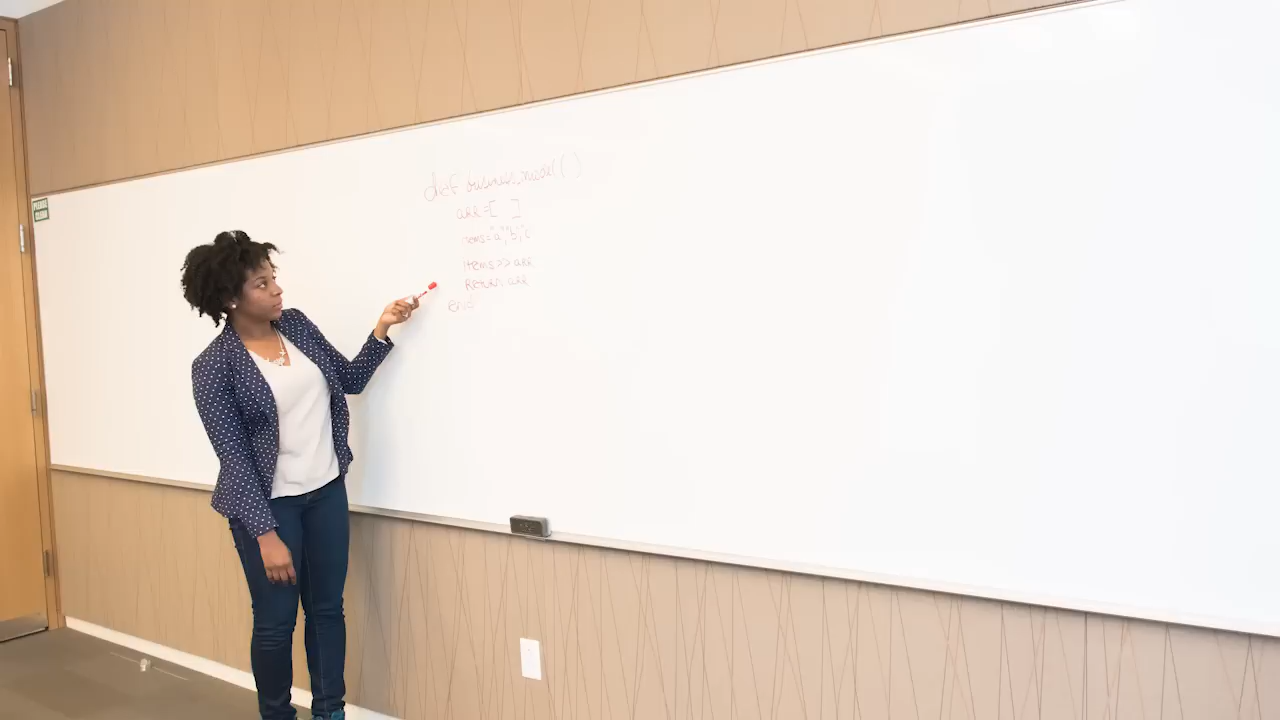 def business_model( )
arr=[ ]
items="a","b","c
items>>arr
Return arr
end